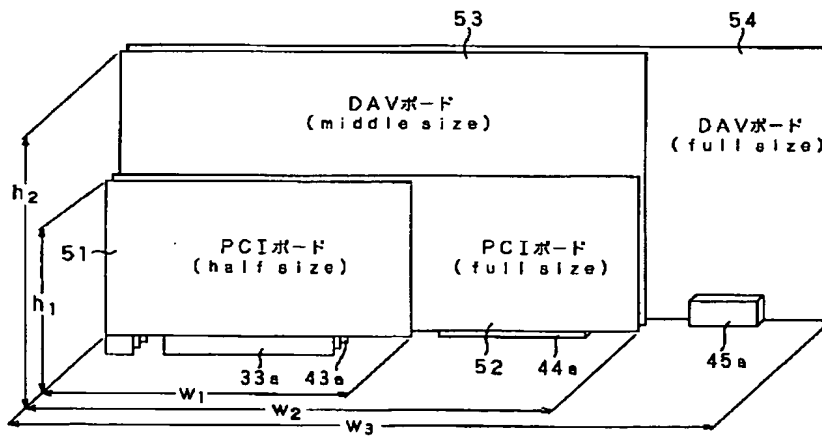 53
54
DAVボード
(middle size)
DAVボード
(full size)
h₂
h₁
51
PCIボード
(half size)
PCIボード
(full size)
33a
43a
52
44a
45a
W₁
W₂
W₃